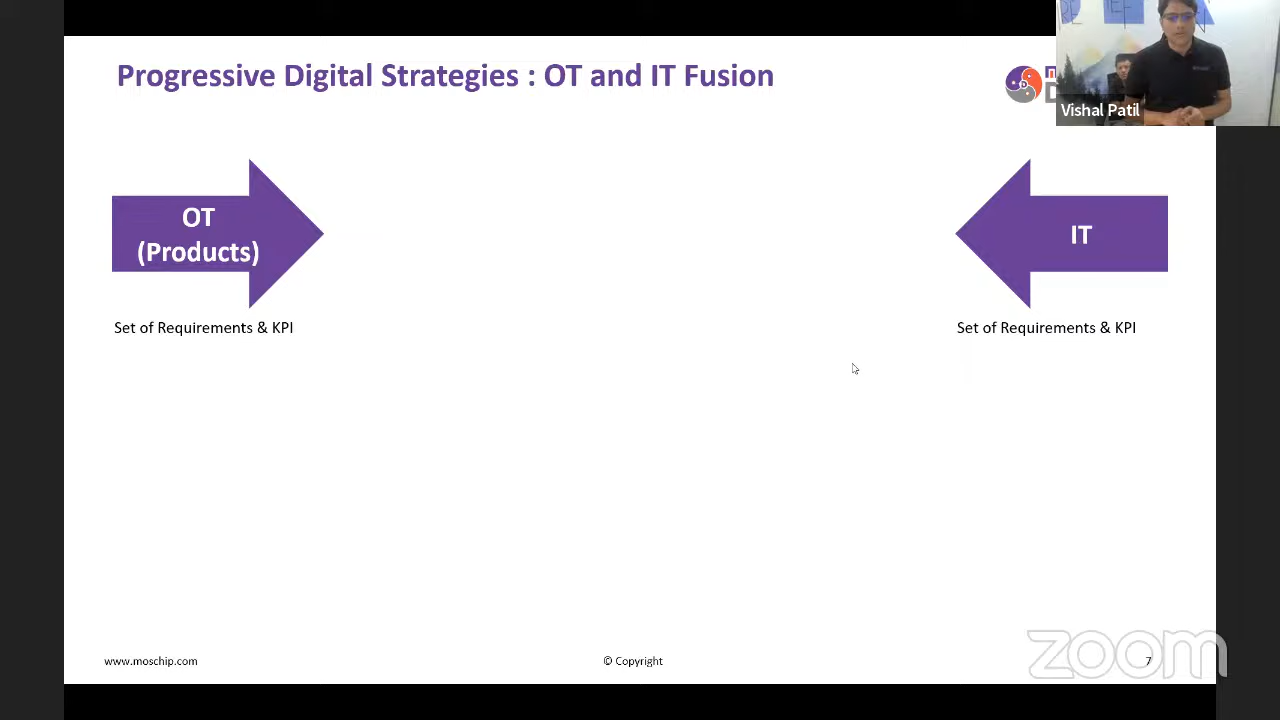 Progressive Digital Strategies : OT and IT Fusion
Vishal Patil
OT
(Products)
IT
Set of Requirements & KPI
Set of Requirements & KPI
www.moschip.com
© Copyright
7
zoom